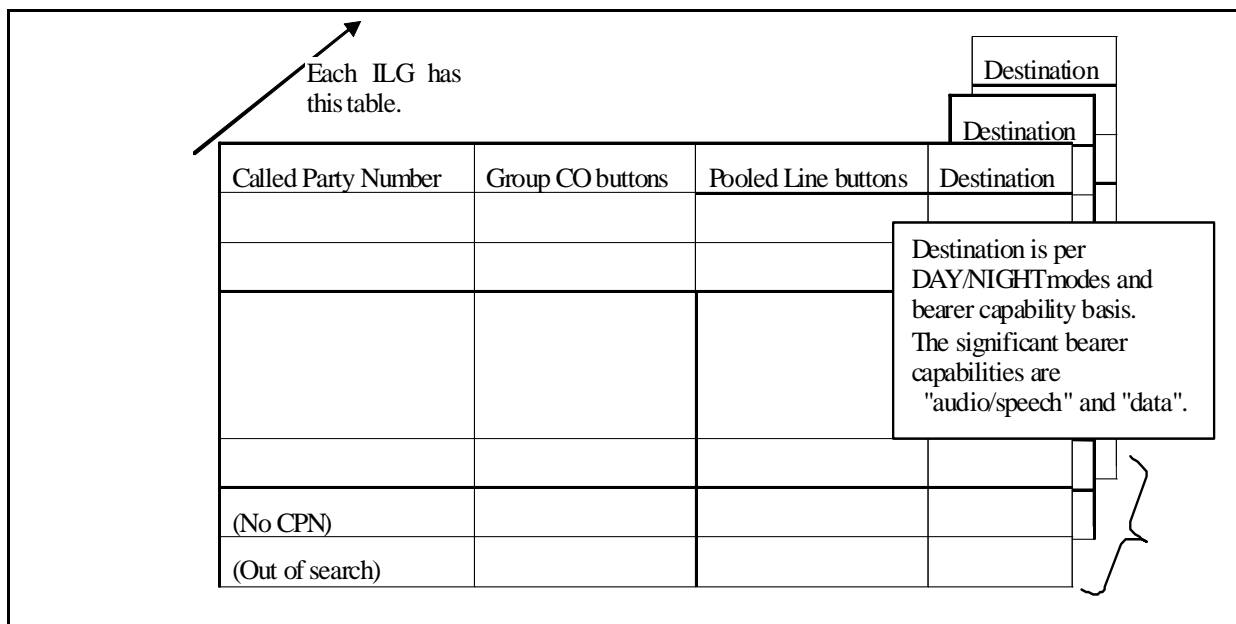 Each ILG has
this table.
Destination
Destination
Called Party Number Group CO buttons Pooled Line buttons Destination
Destination is per
DAY/NIGHTmodes and
bearer capability basis.
The significant bearer
capabilities are
"audio/speech" and "data".
(No CPN)
(Out of search)